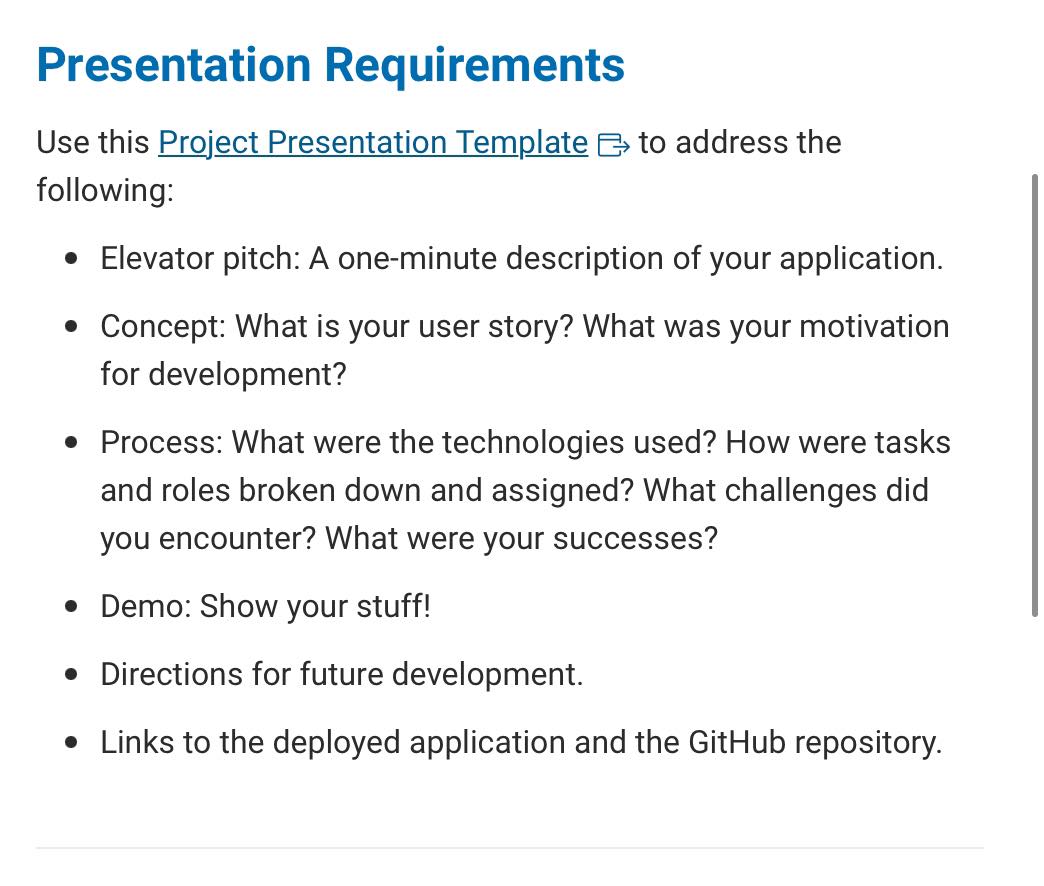 Presentation Requirements
Use this Project Presentation Template to address the
following:
• Elevator pitch: A one-minute description of your application.
• Concept: What is your user story? What was your motivation
for development?
• Process: What were the technologies used? How were tasks
and roles broken down and assigned? What challenges did
you encounter? What were your successes?
• Demo: Show your stuff!
• Directions for future development.
• Links to the deployed application and the GitHub repository.